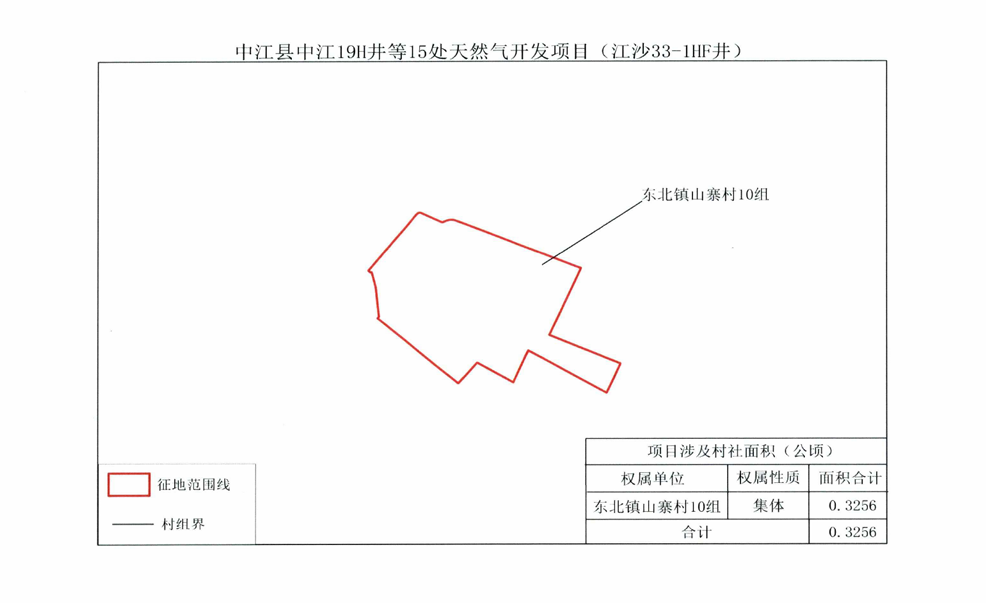 中江县中江19H井等15处天然气开发项目（江沙33-1HF井）
东北镇山寨村10组
征地范围线
村组界
项目涉及村社面积（公顷）
权属单位 权属性质 面积合计
东北镇山寨村10组 集体 0.3256
合计 0.3256